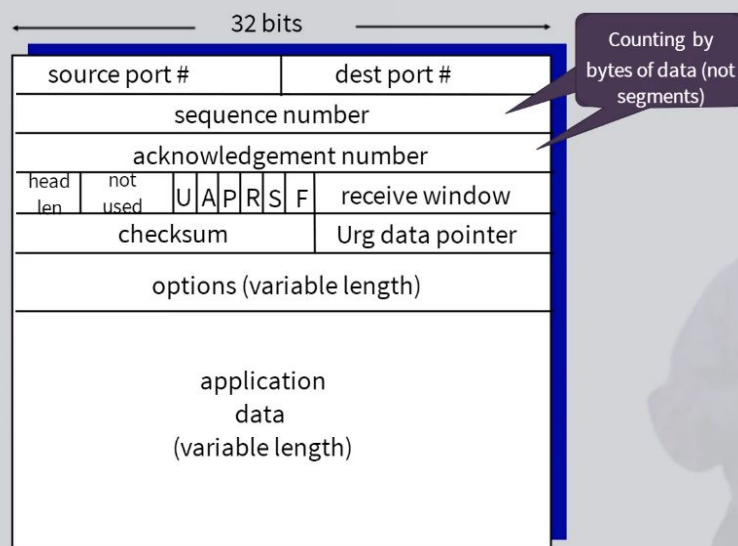 32 bits
Counting by
bytes of data (not
segments)
source port # dest port #
sequence number
acknowledgement number
head
len
not
used
U A P R S F
receive window
checksum Urg data pointer
options (variable length)
application
data
(variable length)